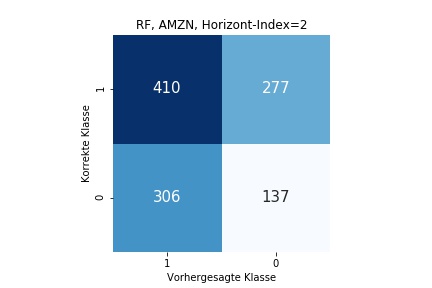 RF, AMZN, Horizont-Index=2
Korrekte Klasse
1
410 277
0
306 137
1 0
Vorhergesagte Klasse